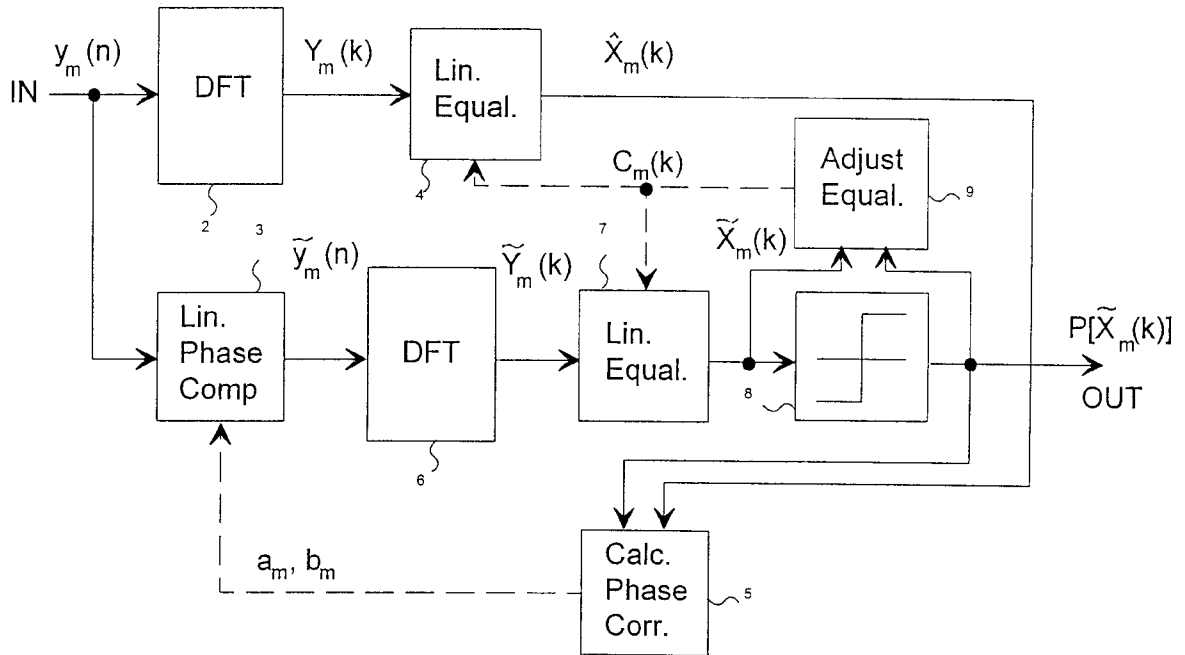 IN
y_m(n)
DFT
2
Y_m(k)
Lin.
Equal.
4
X̂_m(k)
C_m(k)
Adjust
Equal.
9
3
Lin.
Phase
Comp
ỹ_m(n)
DFT
6
Ỹ_m(k)
7
Lin.
Equal.
X̃_m(k)
8
P[X̃_m(k)]
OUT
a_m, b_m
Calc.
Phase
Corr.
5